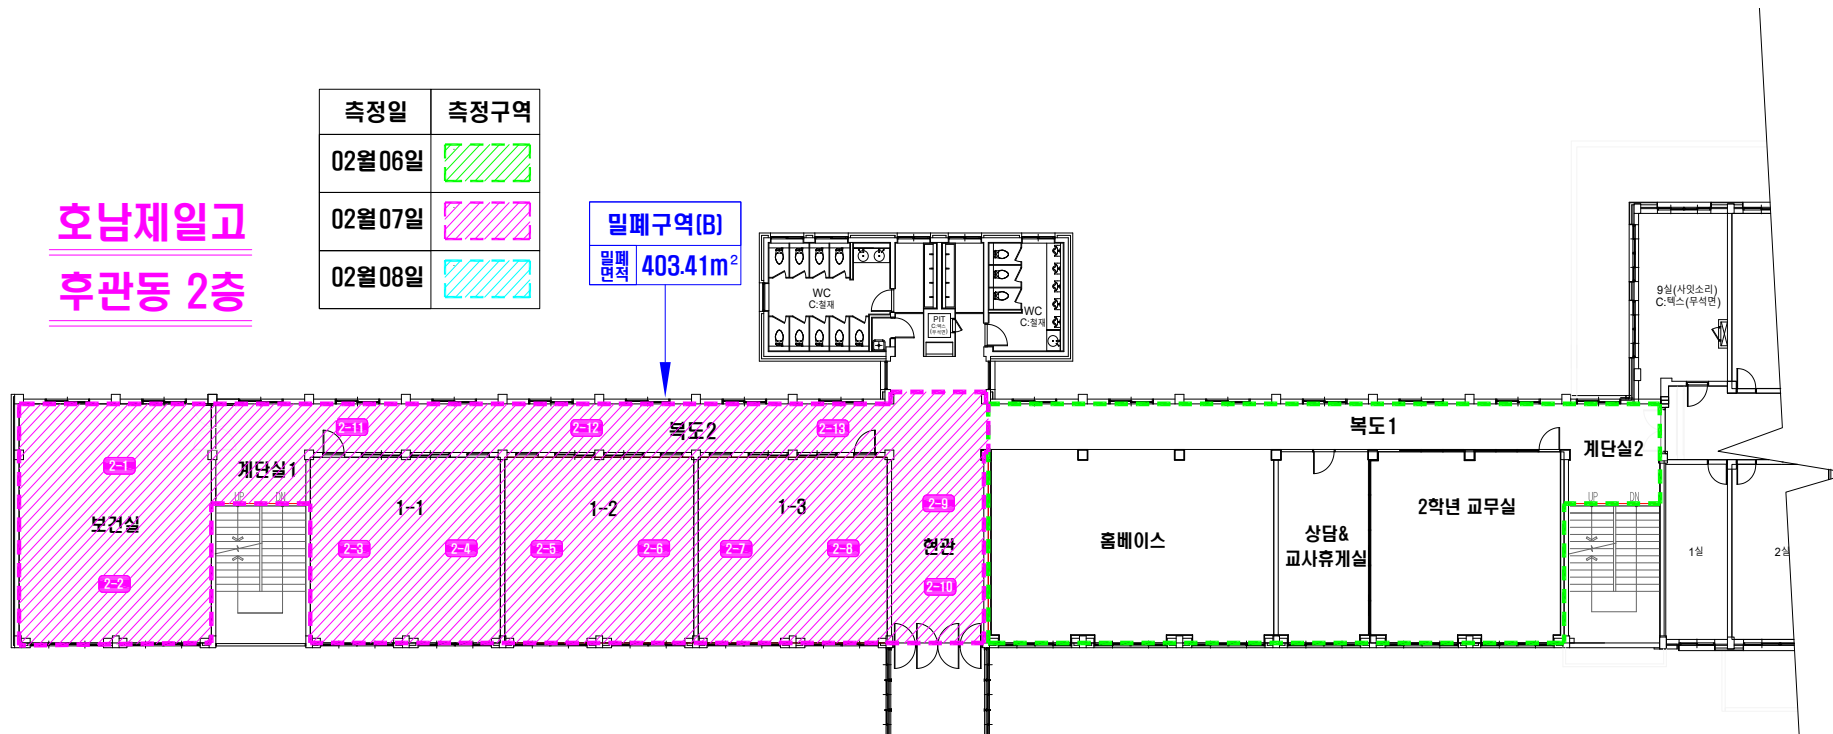 측정일 측정구역
02월06일
02월07일
02월08일
호남제일고
후관동 2층
밀폐구역(B)
밀폐면적 403.41m²
WC
C:철재
PIT
C:텍스
(무석면)
WC
C:철재
9실(사잇소리)
C:텍스(무석면)
2-11
2-12
복도2
2-13
복도1
2-1
계단실1
계단실2
UP DN
UP DN
보건실
1-1
1-2
1-3
2-9
2학년 교무실
2-3
2-4
2-5
2-6
2-7
2-8
현관
홈베이스
상담&
교사휴게실
1실
2실
2-2
2-10